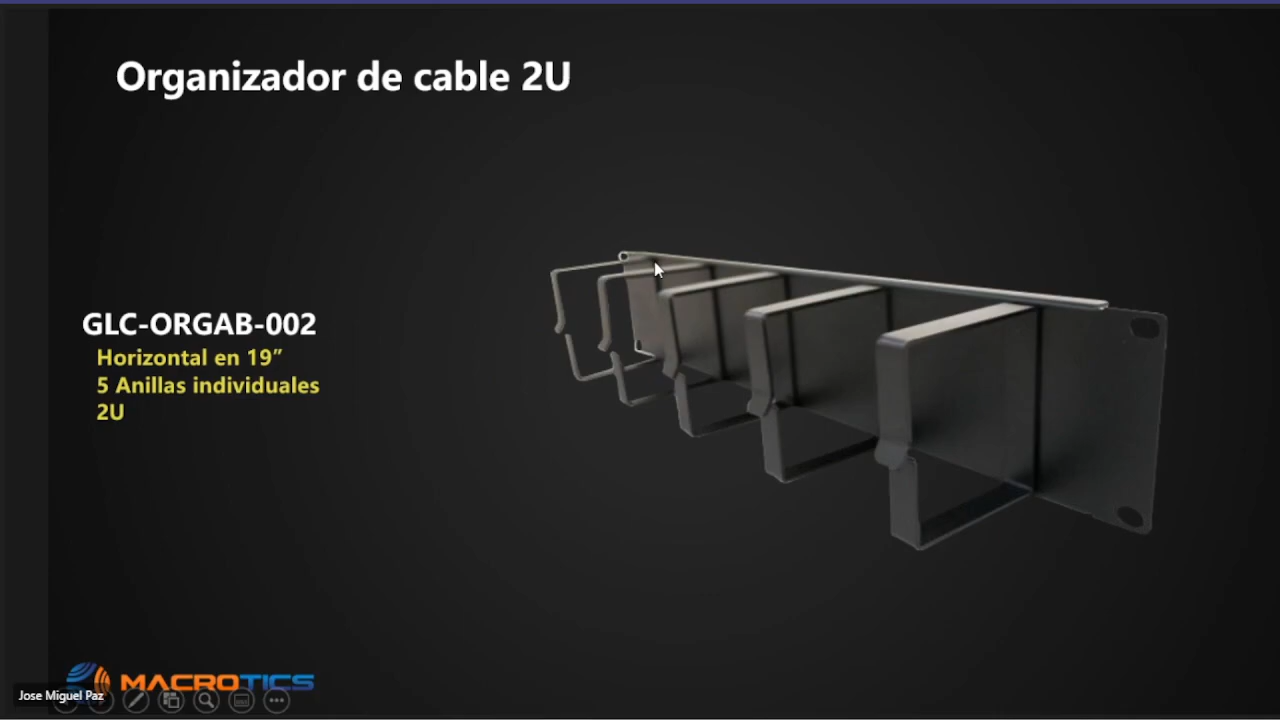 Organizador de cable 2U
GLC-ORGAB-002
Horizontal en 19”
5 Anillas individuales
2U
MACROTICS
Jose Miguel Paz